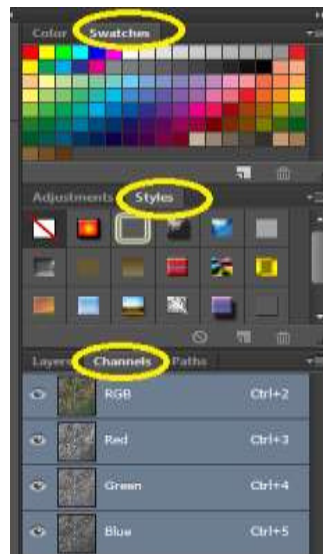 Color Swatches
Adjustments Styles
Layers Channels Paths
RGB Ctrl+2
Red Ctrl+3
Green Ctrl+4
Blue Ctrl+5